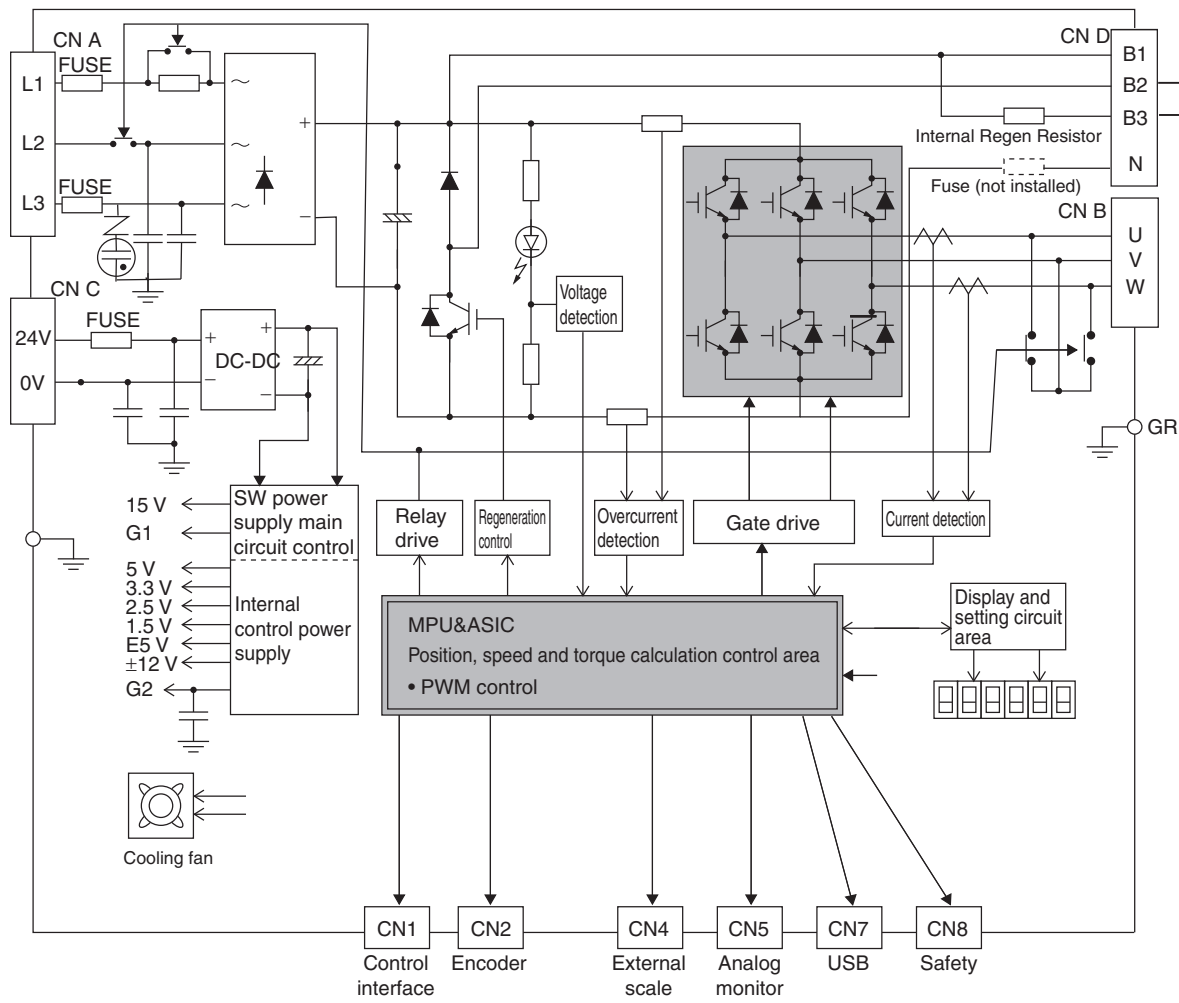 CN A
FUSE
L1
L2
FUSE
L3
+
−
CN C
FUSE
24V
0V
+
−
DC-DC
+
−
CN D
B1
B2
B3
Internal Regen Resistor
N
Fuse (not installed)
CN B
U
V
W
GR
Voltage
detection
15 V
G1
5 V
3.3 V
2.5 V
1.5 V
E5 V
±12 V
G2
SW power
supply main
circuit control
Internal
control power
supply
Relay
drive
Regeneration
control
Overcurrent
detection
Gate drive
Current detection
MPU&ASIC
Position, speed and torque calculation control area
• PWM control
Display and
setting circuit
area
Cooling fan
CN1
Control
interface
CN2
Encoder
CN4
External
scale
CN5
Analog
monitor
CN7
USB
CN8
Safety